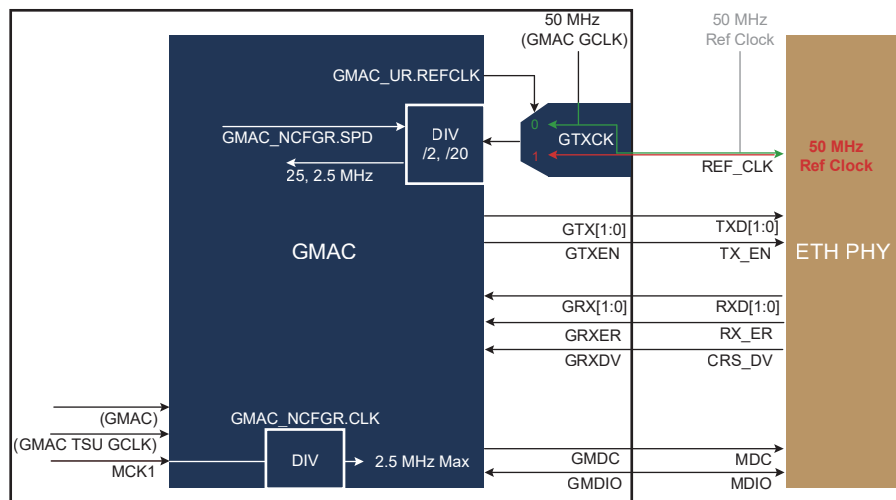 50 MHz
(GMAC GCLK)
50 MHz
Ref Clock
GMAC_UR.REFCLK
0
GTXCK
1
GMAC_NCFGR.SPD
DIV
/2, /20
25, 2.5 MHz
REF_CLK
50 MHz
Ref Clock
GTX[1:0]
TXD[1:0]
GMAC
GTXEN
TX_EN
ETH PHY
GRX[1:0]
RXD[1:0]
GRXER
RX_ER
GRXDV
CRS_DV
(GMAC)
GMAC_NCFGR.CLK
(GMAC TSU GCLK)
MCK1
DIV
2.5 MHz Max
GMDC
MDC
GMDIO
MDIO